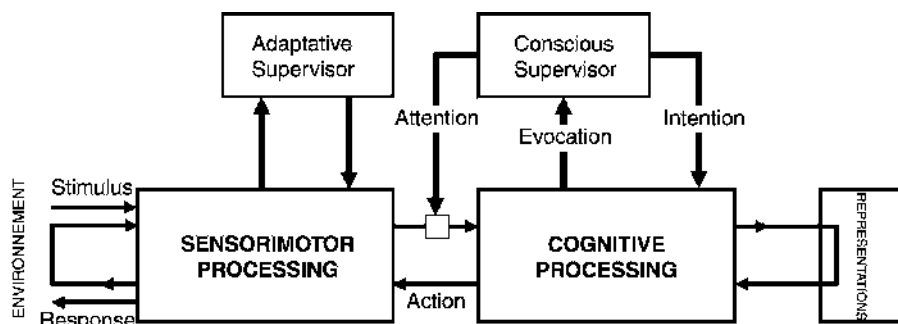 Adaptative
Supervisor
Conscious
Supervisor
Attention
Evocation
Intention
ENVIRONNEMENT
Stimulus
SENSORIMOTOR
PROCESSING
COGNITIVE
PROCESSING
REPRESENTATIONS
Action
Response